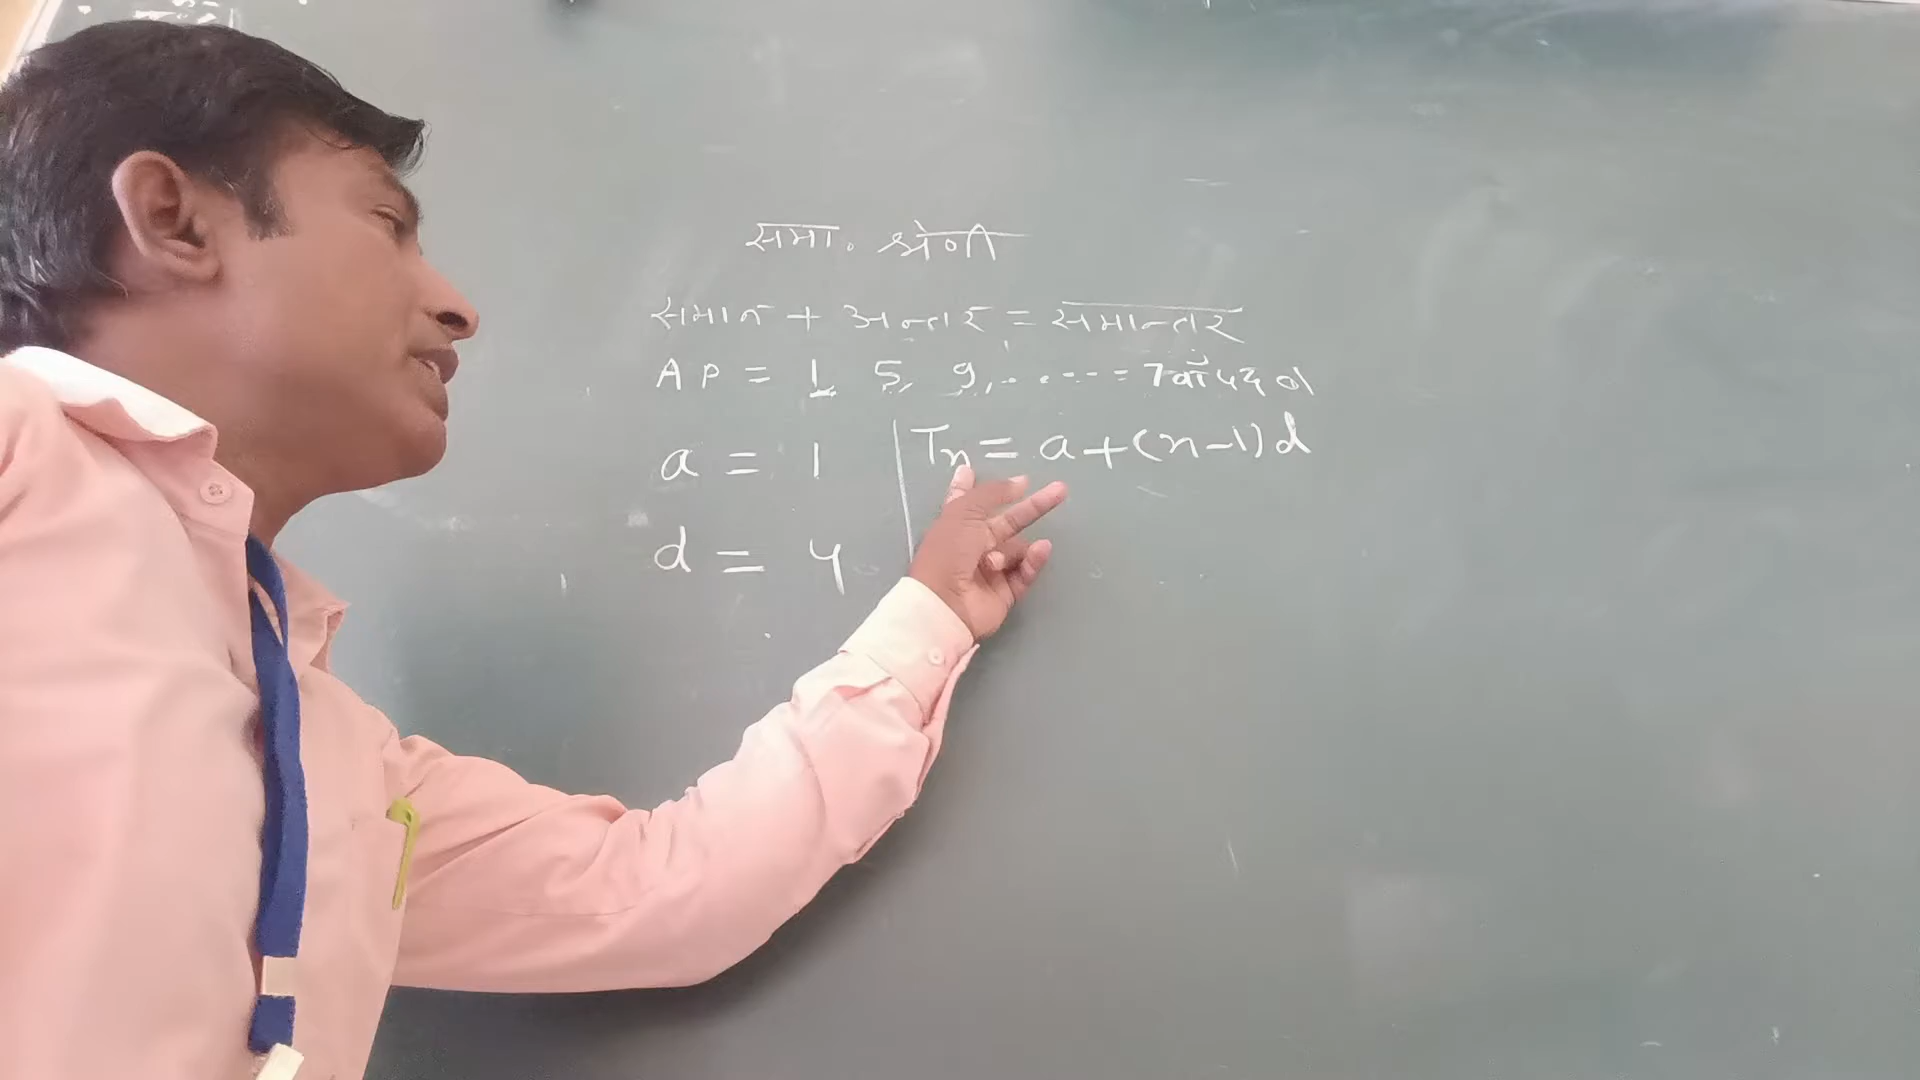 समा. श्रेणी
समान + अन्तर = समान्तर
AP = 1 5, 9, ....... = 7वाँ पद
a = 1
Tn = a+(n-1)d
d = 4